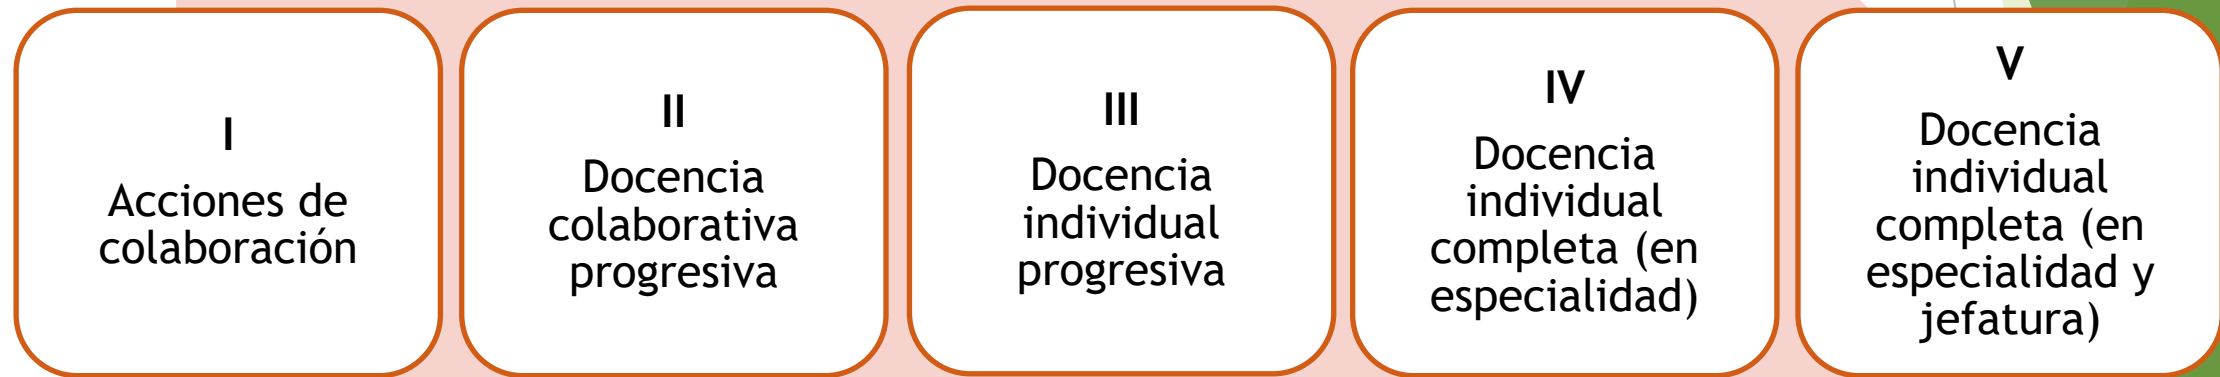 I
Acciones de
colaboración
II
Docencia
colaborativa
progresiva
III
Docencia
individual
progresiva
IV
Docencia
individual
completa (en
especialidad)
V
Docencia
individual
completa (en
especialidad y
jefatura)